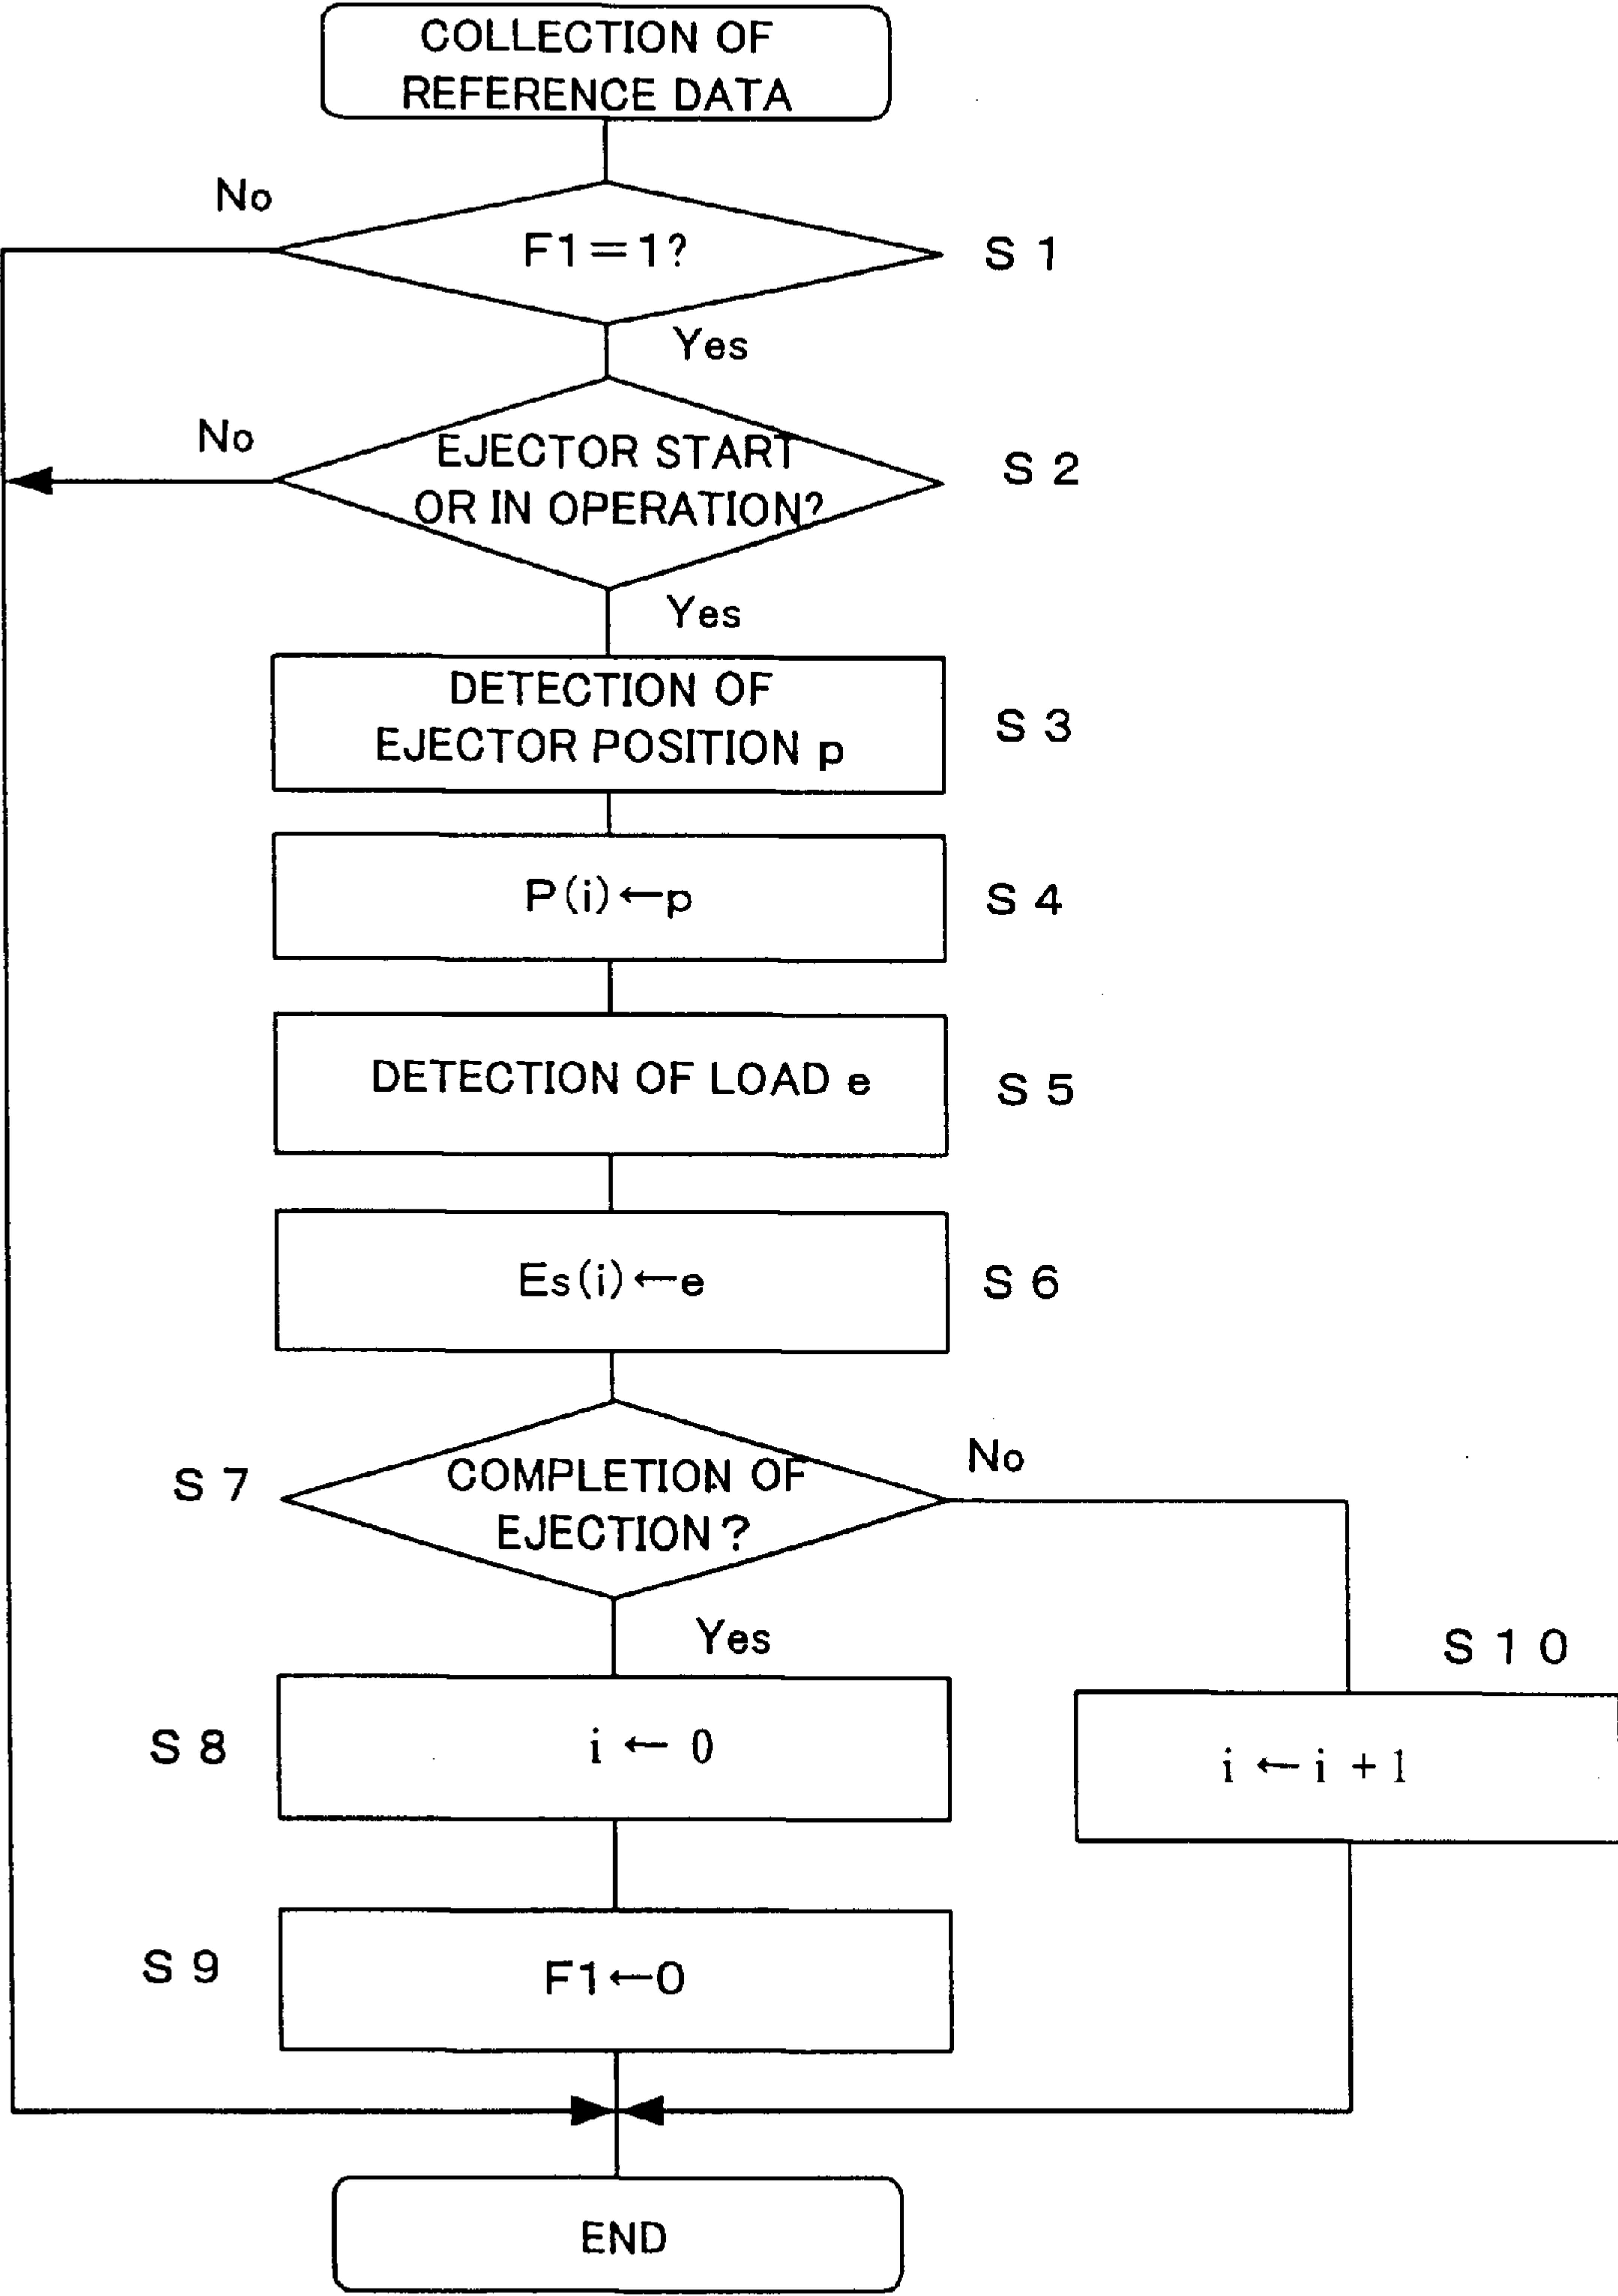 COLLECTION OF
REFERENCE DATA
No
F1=1?
S 1
Yes
No
EJECTOR START
OR IN OPERATION?
S 2
Yes
DETECTION OF
EJECTOR POSITION p
S 3
P(i)←p
S 4
DETECTION OF LOAD e
S 5
Es(i)←e
S 6
S 7
COMPLETION OF
EJECTION?
No
Yes
S 1 0
S 8
i ← 0
i ← i + 1
S 9
F1←0
END